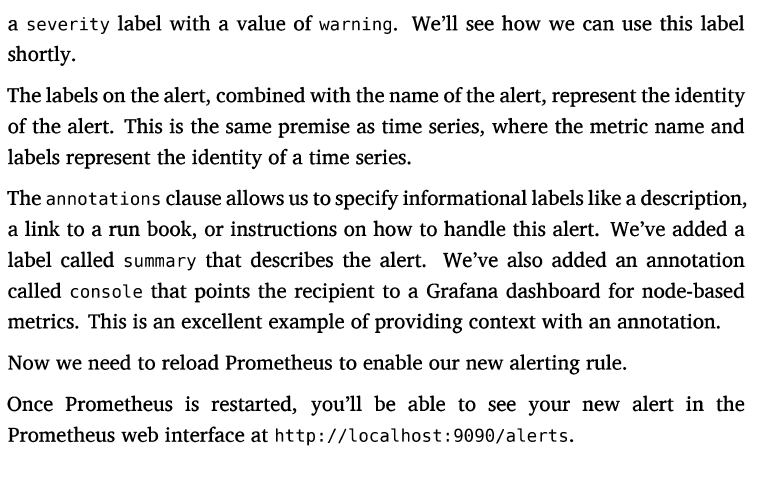 a severity label with a value of warning. We’ll see how we can use this label
shortly.
The labels on the alert, combined with the name of the alert, represent the identity
of the alert. This is the same premise as time series, where the metric name and
labels represent the identity of a time series.
The annotations clause allows us to specify informational labels like a description,
a link to a run book, or instructions on how to handle this alert. We’ve added a
label called summary that describes the alert. We’ve also added an annotation
called console that points the recipient to a Grafana dashboard for node-based
metrics. This is an excellent example of providing context with an annotation.
Now we need to reload Prometheus to enable our new alerting rule.
Once Prometheus is restarted, you’ll be able to see your new alert in the
Prometheus web interface at http://localhost:9090/alerts.